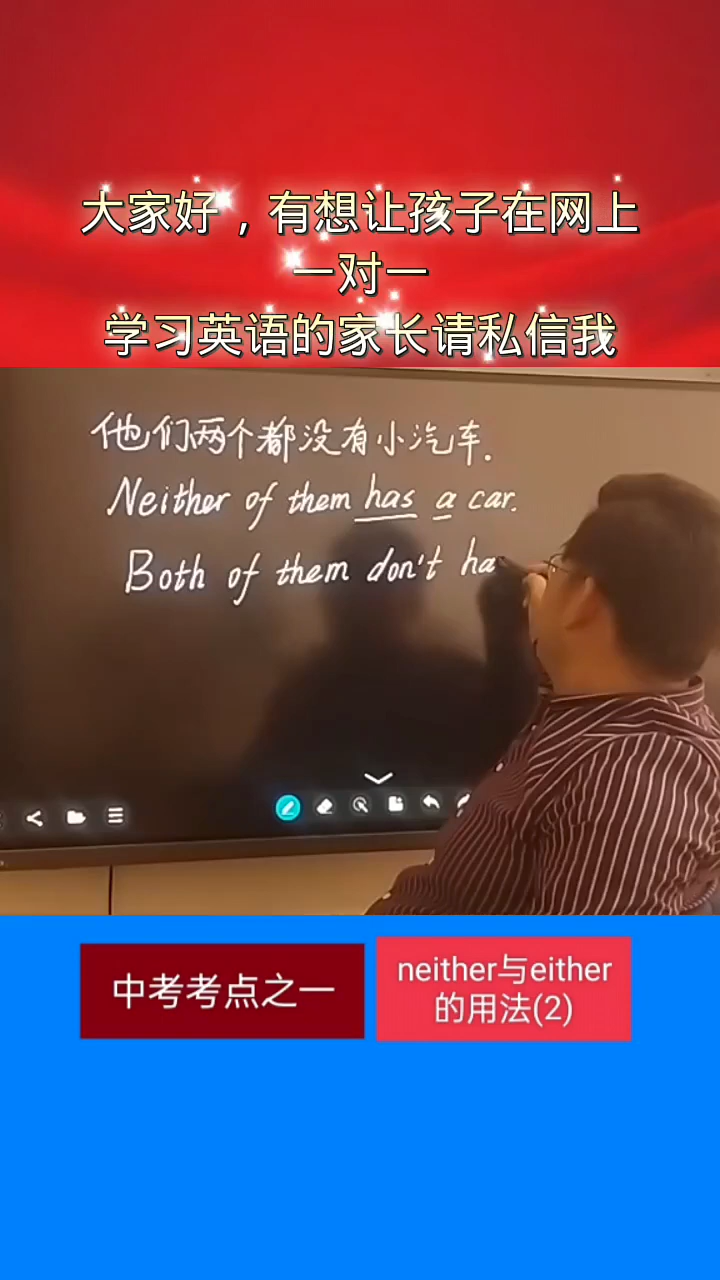 大家好，有想让孩子在网上
一对一
学习英语的家长请私信我
他们两个都没有小汽车.
Neither of them has a car.
Both of them don't ha
中考考点之一
neither与either
的用法(2)